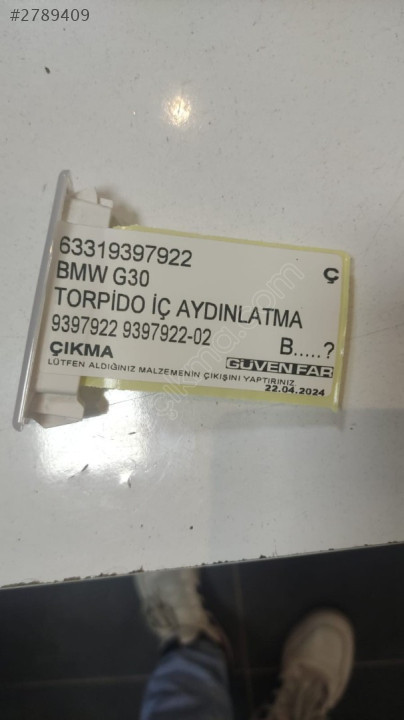 #2789409
63319397922 Ç
BMW G30
TORPİDO İÇ AYDINLATMA
9397922 9397922-02 B.....?
ÇIKMA GÜVEN FAR
LÜTFEN ALDIĞINIZ MALZEMENİN ÇIKIŞINI YAPTIRINIZ
22.04.2024